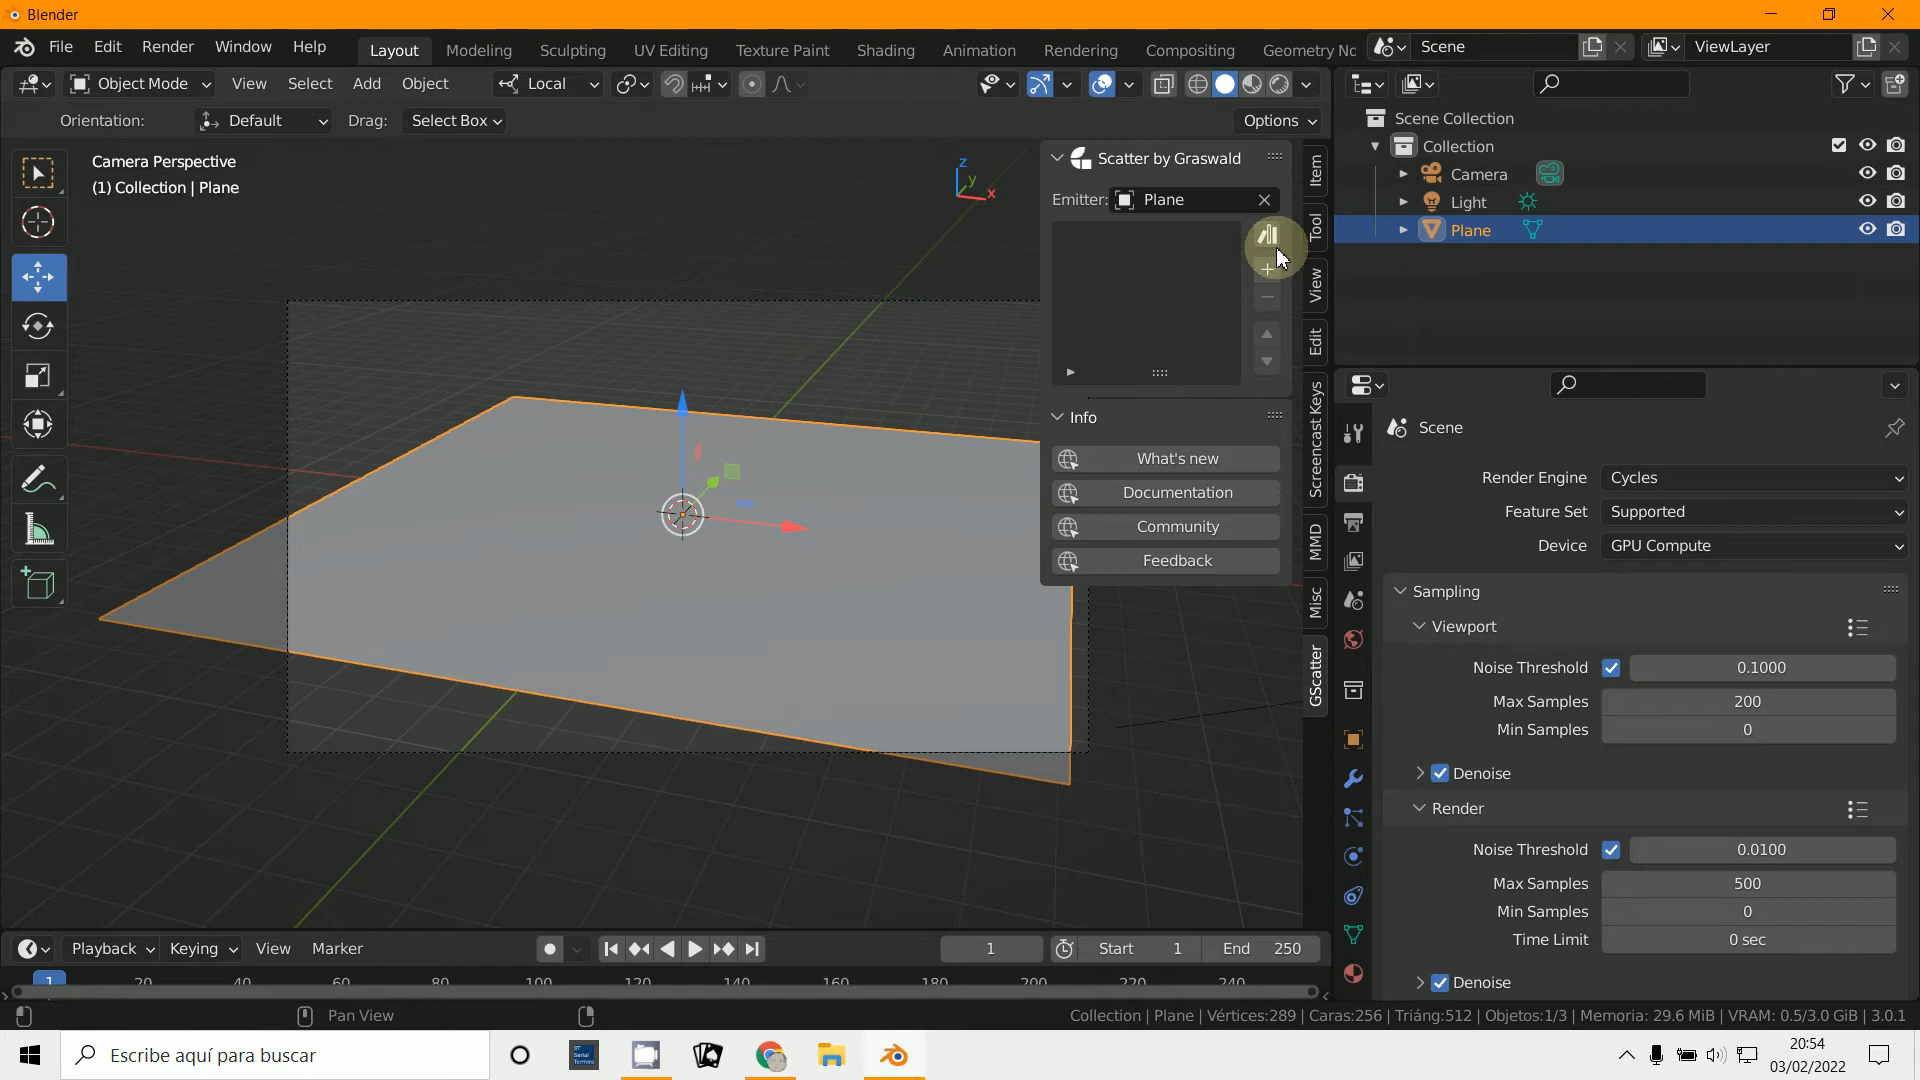 Blender
File Edit Render Window Help Layout Modeling Sculpting UV Editing Texture Paint Shading Animation Rendering Compositing Geometry Nc Scene ViewLayer
Object Mode View Select Add Object Local
Orientation: Default Drag: Select Box Options
Camera Perspective
(1) Collection | Plane
z
y
x
Scatter by Graswald
Emitter: Plane
Info
What's new
Documentation
Community
Feedback
Item
Tool
View
Edit
Screencast Keys
MMD
Misc
GScatter
Scene Collection
Collection
Camera
Light
Plane
Scene
Render Engine Cycles
Feature Set Supported
Device GPU Compute
Sampling
Viewport
Noise Threshold 0.1000
Max Samples 200
Min Samples 0
Denoise
Render
Noise Threshold 0.0100
Max Samples 500
Min Samples 0
Time Limit 0 sec
Denoise
Playback Keying View Marker 1 Start 1 End 250
1 20 40 60 80 100 120 140 160 180 200 220 240
Pan View Collection | Plane | Vértices:289 | Caras:256 | Triáng:512 | Objetos:1/3 | Memoria: 29.6 MiB | VRAM: 0.5/3.0 GiB | 3.0.1
Escribe aquí para buscar
20:54
03/02/2022